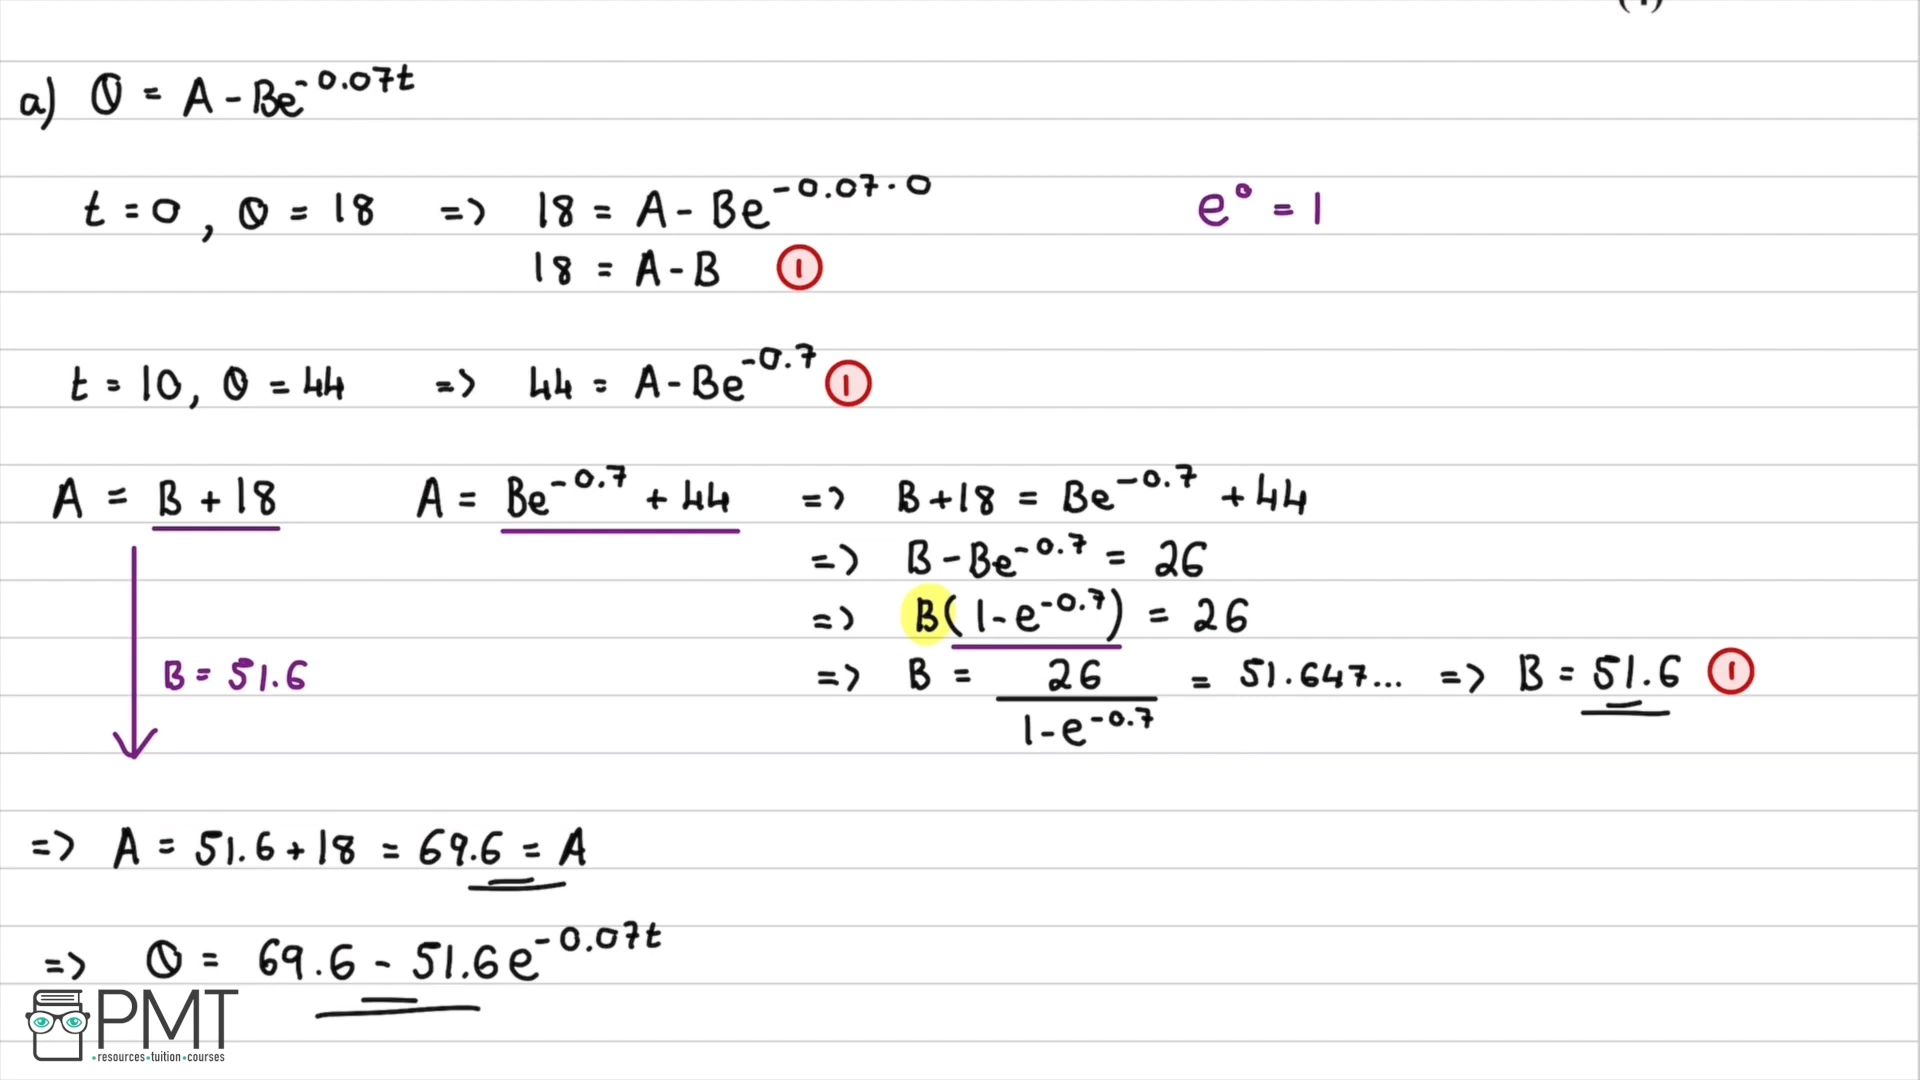 a) θ = A - Be^-0.07t
t = 0, θ = 18 => 18 = A - Be^-0.07·0 e^0 = 1
18 = A - B ①
t = 10, θ = 44 => 44 = A - Be^-0.7 ①
A = B + 18 A = Be^-0.7 + 44 => B + 18 = Be^-0.7 + 44
=> B - Be^-0.7 = 26
=> B(1 - e^-0.7) = 26
B = 51.6 => B = 26/(1 - e^-0.7) = 51.647... => B = 51.6 ①
=> A = 51.6 + 18 = 69.6 = A
=> θ = 69.6 - 51.6e^-0.07t
PMT
•resources•tuition•courses